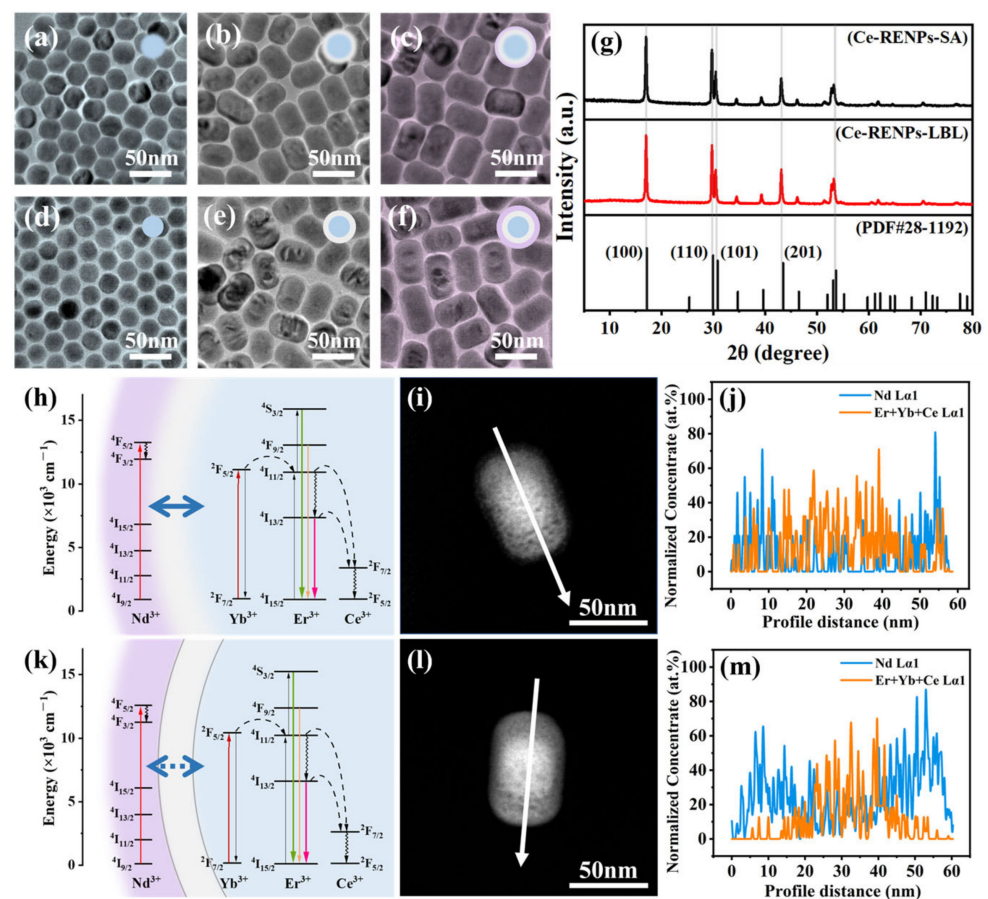 (a)
50nm
(b)
50nm
(c)
50nm
(d)
50nm
(e)
50nm
(f)
50nm
(g)
(Ce-RENPs-SA)
(Ce-RENPs-LBL)
(PDF#28-1192)
(100)
(110)
(101)
(201)
Intensity (a.u.)
5
10
20
30
40
50
60
70
80
2θ (degree)
(h)
Energy (×10³ cm⁻¹)
15
10
5
0
⁴F₅/₂
⁴F₃/₂
⁴I₁₅/₂
⁴I₁₃/₂
⁴I₁₁/₂
⁴I₉/₂
Nd³⁺
²F₅/₂
²F₇/₂
Yb³⁺
⁴S₃/₂
⁴F₉/₂
⁴I₁₁/₂
⁴I₁₃/₂
⁴I₁₅/₂
Er³⁺
²F₇/₂
²F₅/₂
Ce³⁺
(i)
50nm
(j)
Nd Lα1
Er+Yb+Ce Lα1
Normalized Concentrate (at.%)
100
80
60
40
20
0
0 10 20 30 40 50 60
Profile distance (nm)
(k)
Energy (×10³ cm⁻¹)
15
10
5
0
⁴F₅/₂
⁴F₃/₂
⁴I₁₅/₂
⁴I₁₃/₂
⁴I₁₁/₂
⁴I₉/₂
Nd³⁺
²F₅/₂
²F₇/₂
Yb³⁺
⁴S₃/₂
⁴F₉/₂
⁴I₁₁/₂
⁴I₁₃/₂
⁴I₁₅/₂
Er³⁺
²F₇/₂
²F₅/₂
Ce³⁺
(l)
50nm
(m)
Nd Lα1
Er+Yb+Ce Lα1
Normalized Concentrate (at.%)
100
80
60
40
20
0
0 10 20 30 40 50 60
Profile distance (nm)